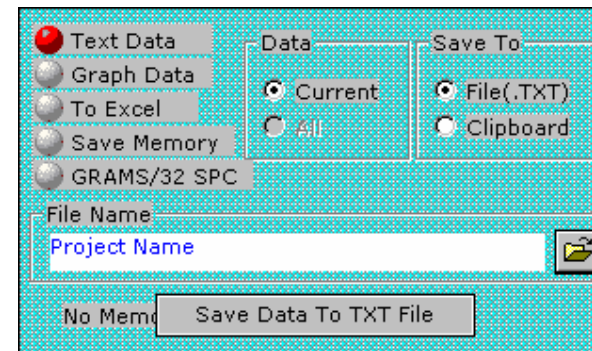 Text Data
Graph Data
To Excel
Save Memory
GRAMS/32 SPC
Data
Current
All
Save To
File(.TXT)
Clipboard
File Name
Project Name
No
Save Data To TXT File